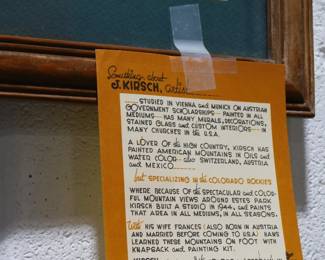 Something about
J. KIRSCH, artist
STUDIED IN VIENNA and MUNICH ON AUSTRIAN
GOVERNMENT SCHOLARSHIPS — PAINTED IN ALL
MEDIUMS — HAS MANY MURALS, DECORATIONS,
STAINED GLASS and CUSTOM INTERIORS — IN
MANY CHURCHES in the U.S.A.
A LOVER OF the HIGH COUNTRY, KIRSCH HAS
PAINTED AMERICAN MOUNTAINS IN OILS and
WATER COLOR — also SWITZERLAND, AUSTRIA
and MEXICO
but SPECIALIZING in the COLORADO ROCKIES
WHERE BECAUSE OF the SPECTACULAR and COLOR-
FUL MOUNTAIN VIEWS AROUND ESTES PARK
KIRSCH BUILT A STUDIO IN 1944, and PAINTS
THAT AREA IN ALL MEDIUMS, IN ALL SEASONS.
With HIS WIFE FRANCES (ALSO BORN IN AUSTRIA
AND MARRIED BEFORE COMING TO U.S.A. HANS
LEARNED THESE MOUNTAINS ON FOOT WITH
KNAPSACK and, PAINTING KIT.